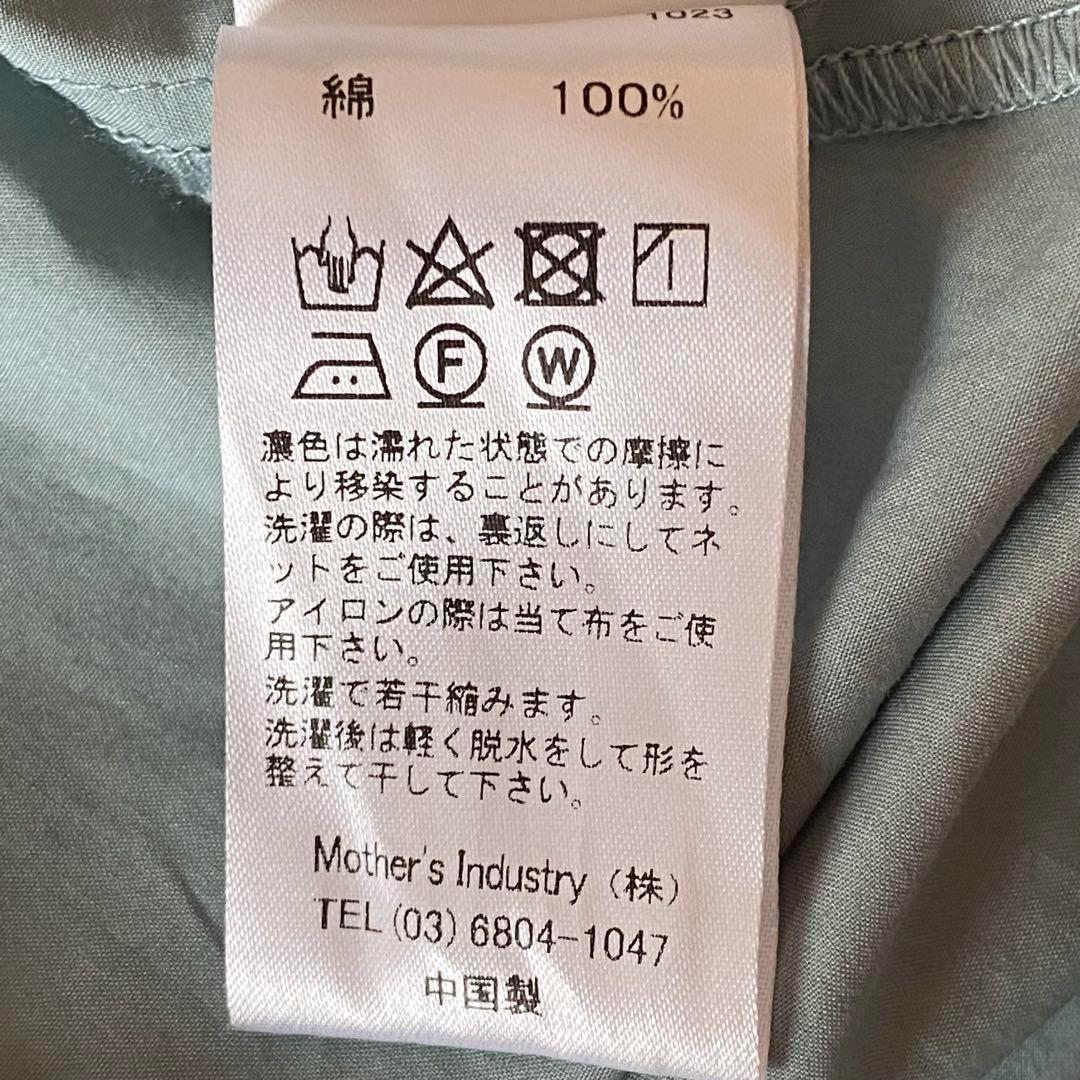 1023
綿 100%
F W
濃色は濡れた状態での摩擦に
より移染することがあります。
洗濯の際は、裏返しにしてネ
ットをご使用下さい。
アイロンの際は当て布をご使
用下さい。
洗濯で若干縮みます。
洗濯後は軽く脱水をして形を
整えて干して下さい。
Mother's Industry（株）
TEL (03) 6804-1047
中国製